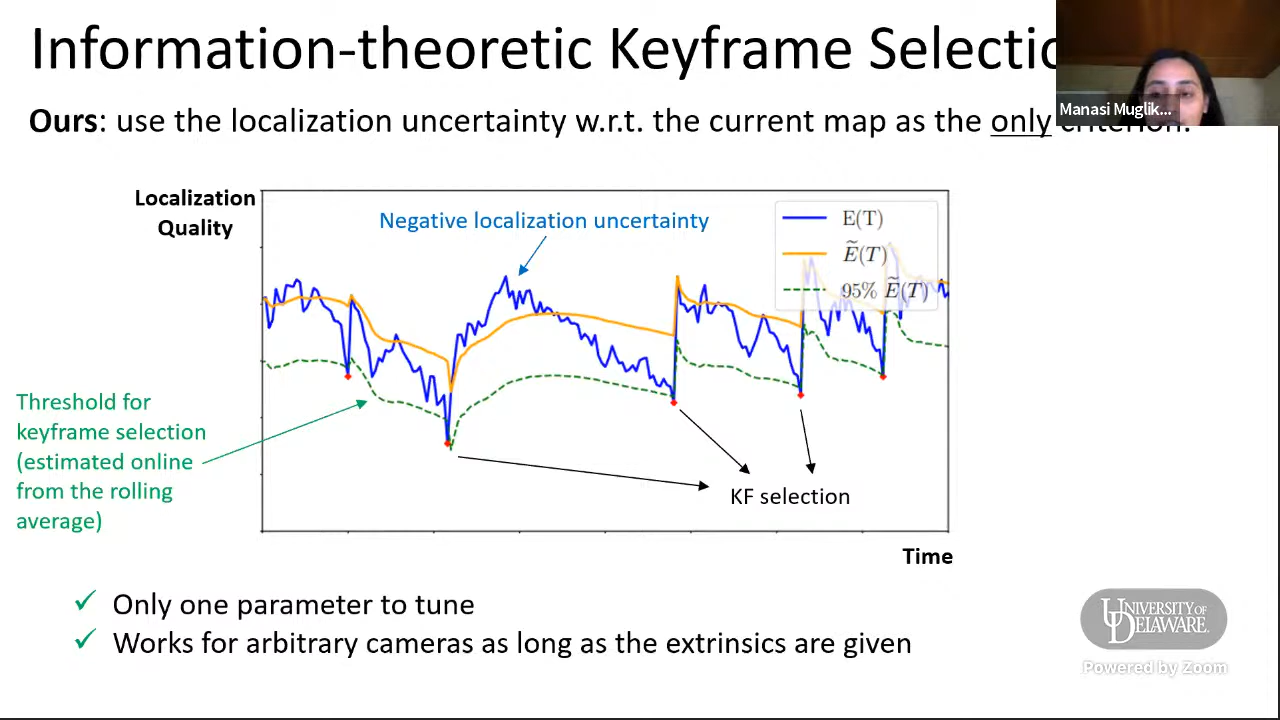 Information-theoretic Keyframe Selectio
Manasi Muglik...
Ours: use the localization uncertainty w.r.t. the current map as the only criterion.
Localization
Quality
Negative localization uncertainty
E(T)
Ẽ(T)
95% Ẽ(T)
Threshold for
keyframe selection
(estimated online
from the rolling
average)
KF selection
Time
✓ Only one parameter to tune
✓ Works for arbitrary cameras as long as the extrinsics are given
UNIVERSITY OF
DELAWARE.
Powered by Zoom